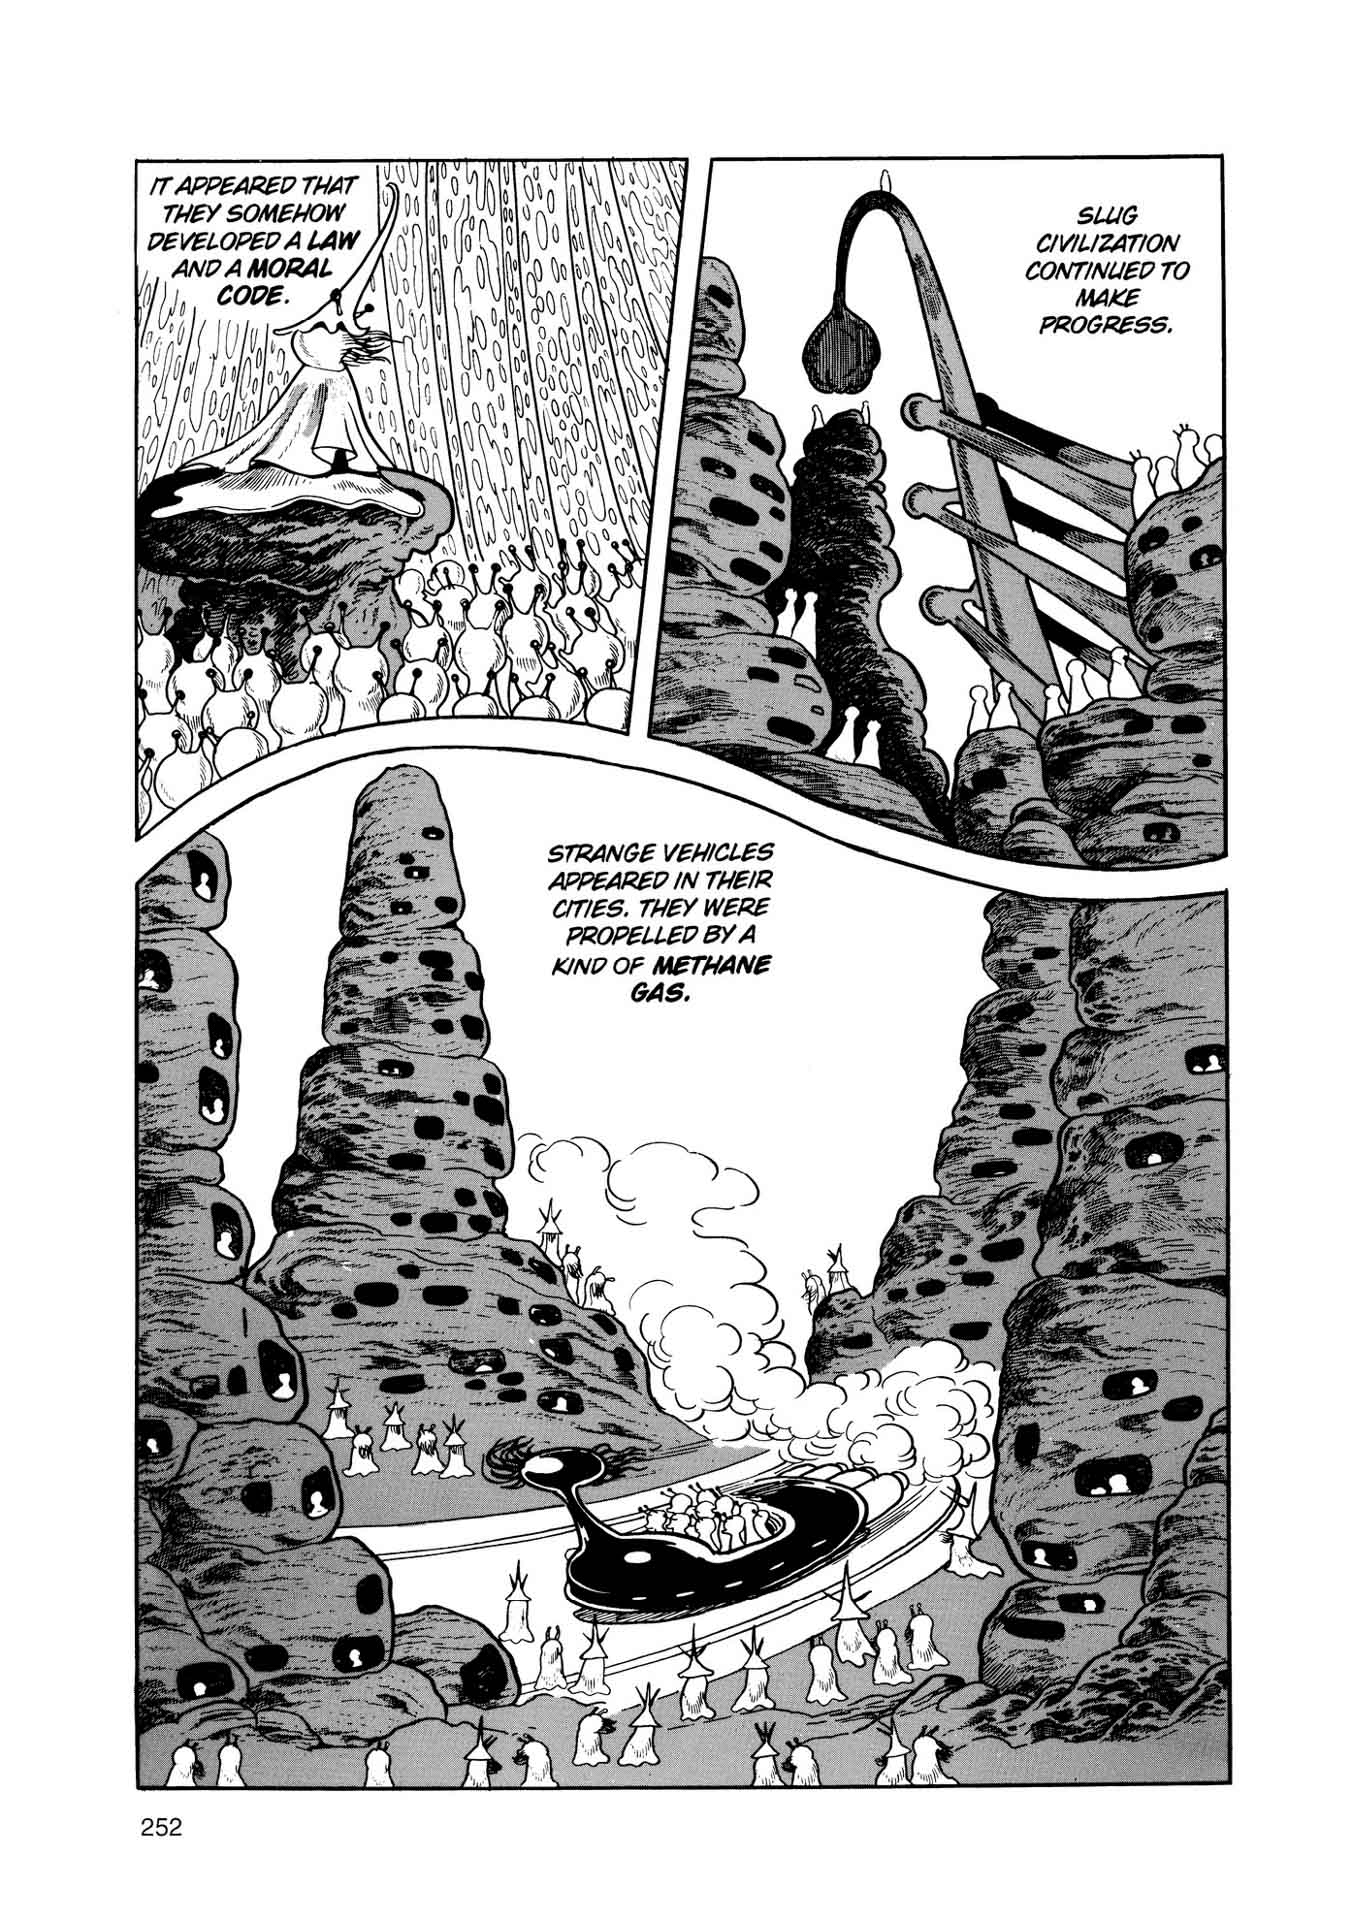 IT APPEARED THAT
THEY SOMEHOW
DEVELOPED A LAW
AND A MORAL
CODE.
SLUG
CIVILIZATION
CONTINUED TO
MAKE
PROGRESS.
STRANGE VEHICLES
APPEARED IN THEIR
CITIES. THEY WERE
PROPELLED BY A
KIND OF METHANE
GAS.
252